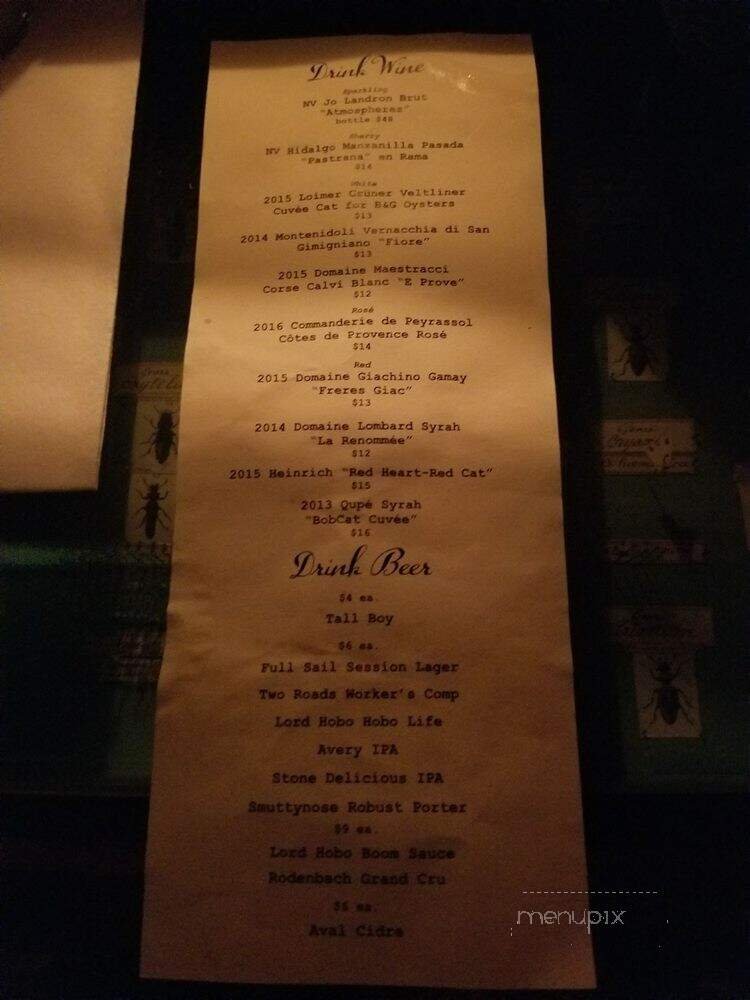 Drink Wine
Sparkling
NV Jo Landron Brut
"Atmospheres"
bottle $48
Sherry
NV Hidalgo Manzanilla Pasada
"Pastrana" en Rama
$14
White
2015 Loimer Grüner Veltliner
Cuvée Cat for B&G Oysters
$13
2014 Montenidoli Vernacchia di San
Gimigniano "Fiore"
$13
2015 Domaine Maestracci
Corse Calvi Blanc "E Prove"
$12
Rosé
2016 Commanderie de Peyrassol
Côtes de Provence Rosé
$14
Red
2015 Domaine Giachino Gamay
"Freres Giac"
$13
2014 Domaine Lombard Syrah
"La Renommée"
$12
2015 Heinrich "Red Heart-Red Cat"
$15
2013 Qupé Syrah
"BobCat Cuvée"
$16
Drink Beer
$4 ea.
Tall Boy
$6 ea.
Full Sail Session Lager
Two Roads Worker's Comp
Lord Hobo Hobo Life
Avery IPA
Stone Delicious IPA
Smuttynose Robust Porter
$9 ea.
Lord Hobo Boom Sauce
Rodenbach Grand Cru
$6 ea.
Aval Cidre
menupix